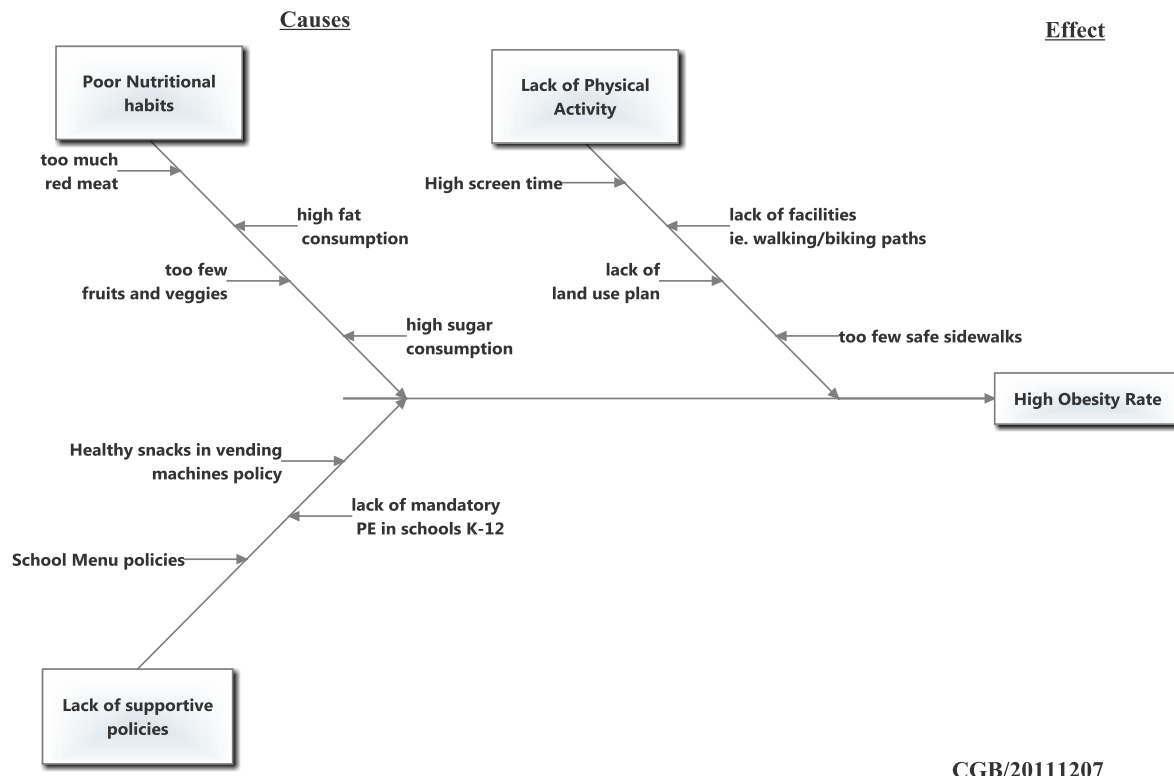 Causes
Effect
Poor Nutritional
habits
Lack of Physical
Activity
too much
red meat
High screen time
high fat
consumption
lack of facilities
ie. walking/biking paths
too few
fruits and veggies
lack of
land use plan
high sugar
consumption
too few safe sidewalks
High Obesity Rate
Healthy snacks in vending
machines policy
lack of mandatory
PE in schools K-12
School Menu policies
Lack of supportive
policies
CGB/20111207